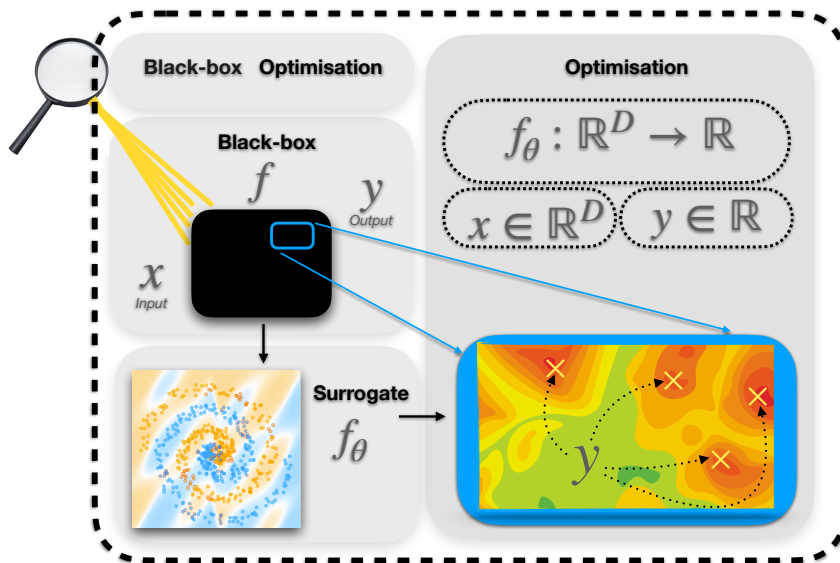 Black-box Optimisation
Black-box
f
y
Output
x
Input
Surrogate
f_θ
Optimisation
f_θ : ℝ^D → ℝ
x ∈ ℝ^D
y ∈ ℝ
y